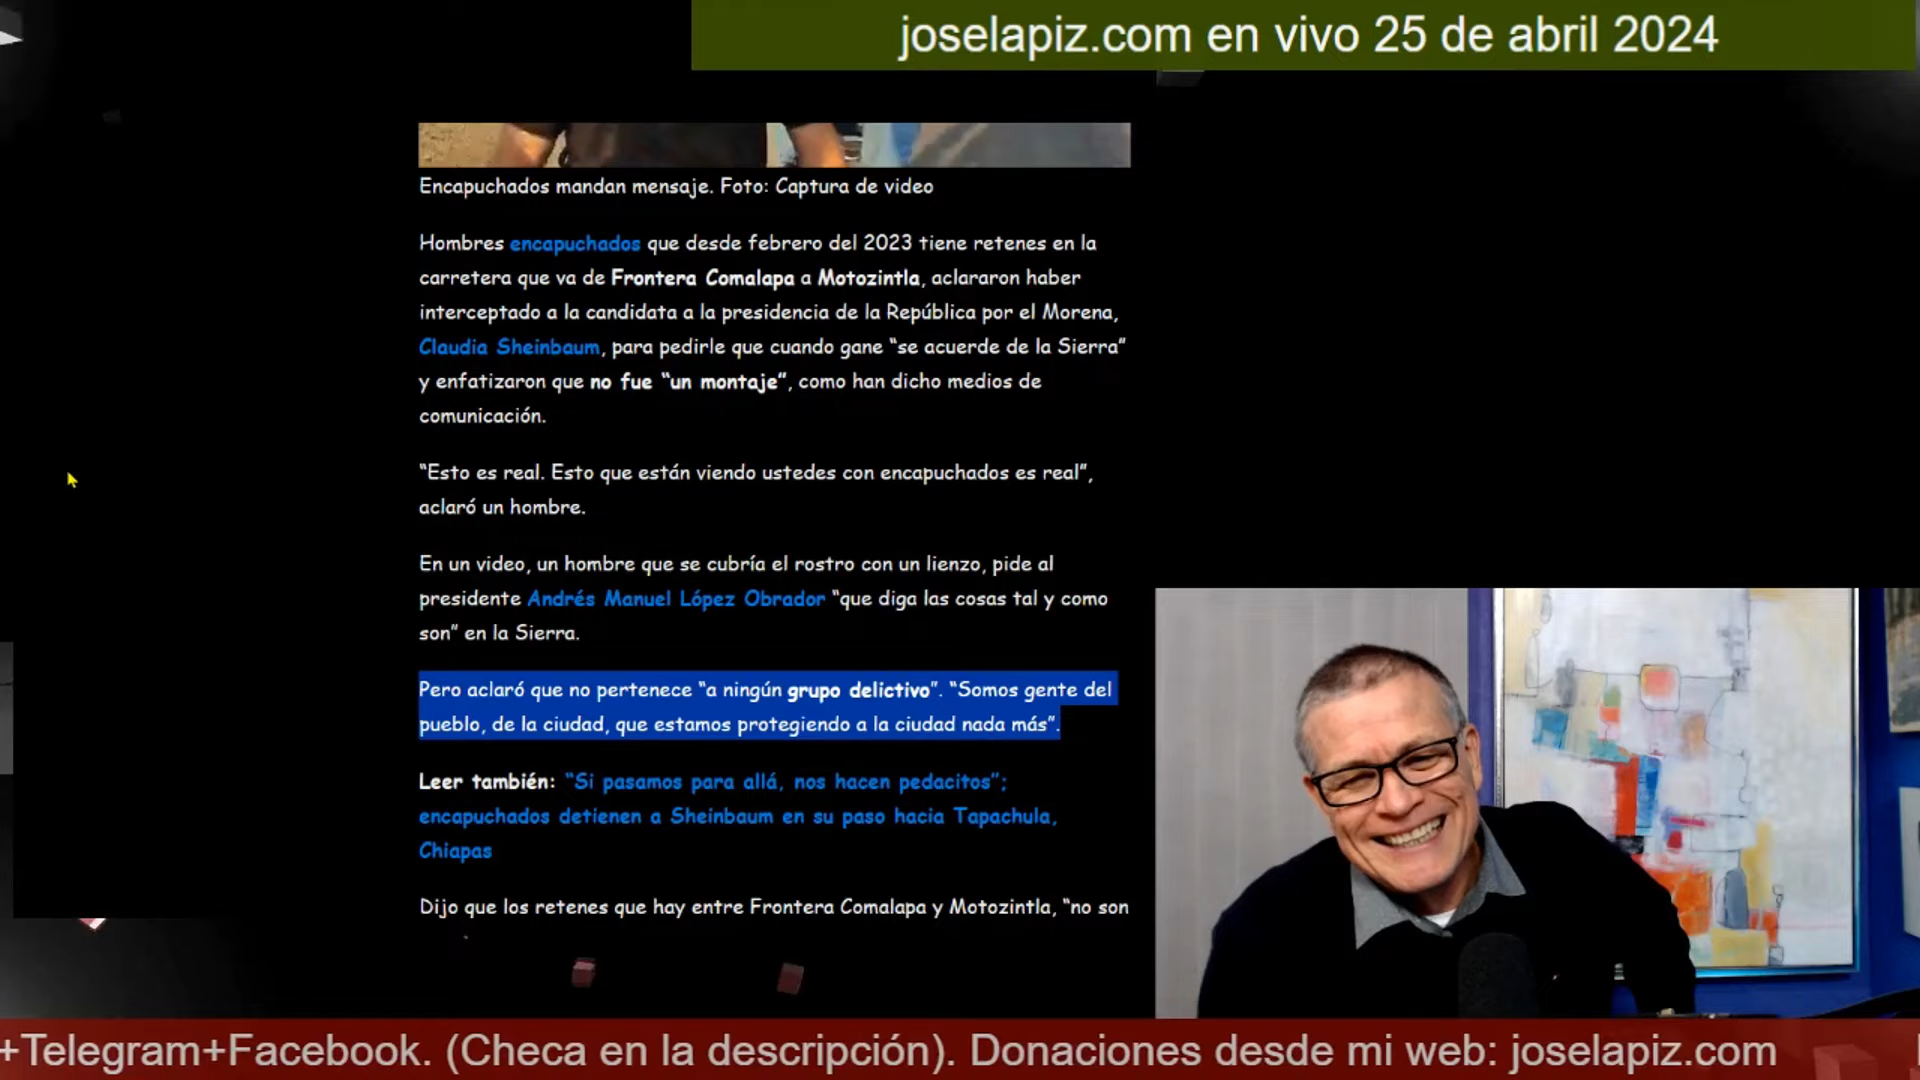 joselapiz.com en vivo 25 de abril 2024
Encapuchados mandan mensaje. Foto: Captura de video
Hombres encapuchados que desde febrero del 2023 tiene retenes en la
carretera que va de Frontera Comalapa a Motozintla, aclararon haber
interceptado a la candidata a la presidencia de la República por el Morena,
Claudia Sheinbaum, para pedirle que cuando gane “se acuerde de la Sierra”
y enfatizaron que no fue “un montaje”, como han dicho medios de
comunicación.
“Esto es real. Esto que están viendo ustedes con encapuchados es real”,
aclaró un hombre.
En un video, un hombre que se cubría el rostro con un lienzo, pide al
presidente Andrés Manuel López Obrador “que diga las cosas tal y como
son” en la Sierra.
Pero aclaró que no pertenece “a ningún grupo delictivo”. “Somos gente del
pueblo, de la ciudad, que estamos protegiendo a la ciudad nada más”.
Leer también: “Si pasamos para allá, nos hacen pedacitos”;
encapuchados detienen a Sheinbaum en su paso hacia Tapachula,
Chiapas
Dijo que los retenes que hay entre Frontera Comalapa y Motozintla, “no son
+Telegram+Facebook. (Checa en la descripción). Donaciones desde mi web: joselapiz.com